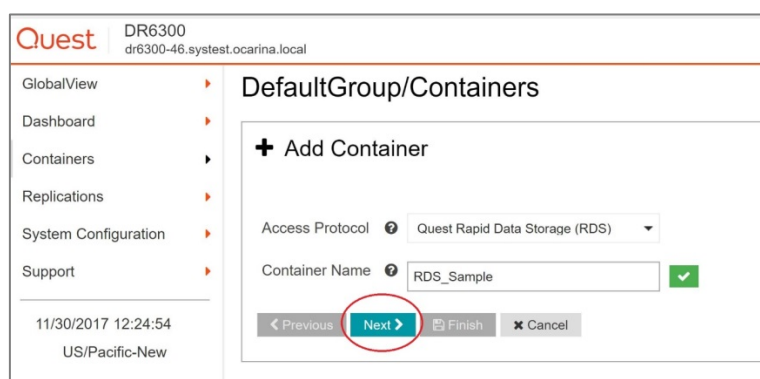 Quest
DR6300
dr6300-46.systest.ocarina.local
GlobalView
Dashboard
Containers
Replications
System Configuration
Support
11/30/2017 12:24:54
US/Pacific-New
DefaultGroup/Containers
Add Container
Access Protocol Quest Rapid Data Storage (RDS)
Container Name RDS_Sample
Previous Next Finish Cancel